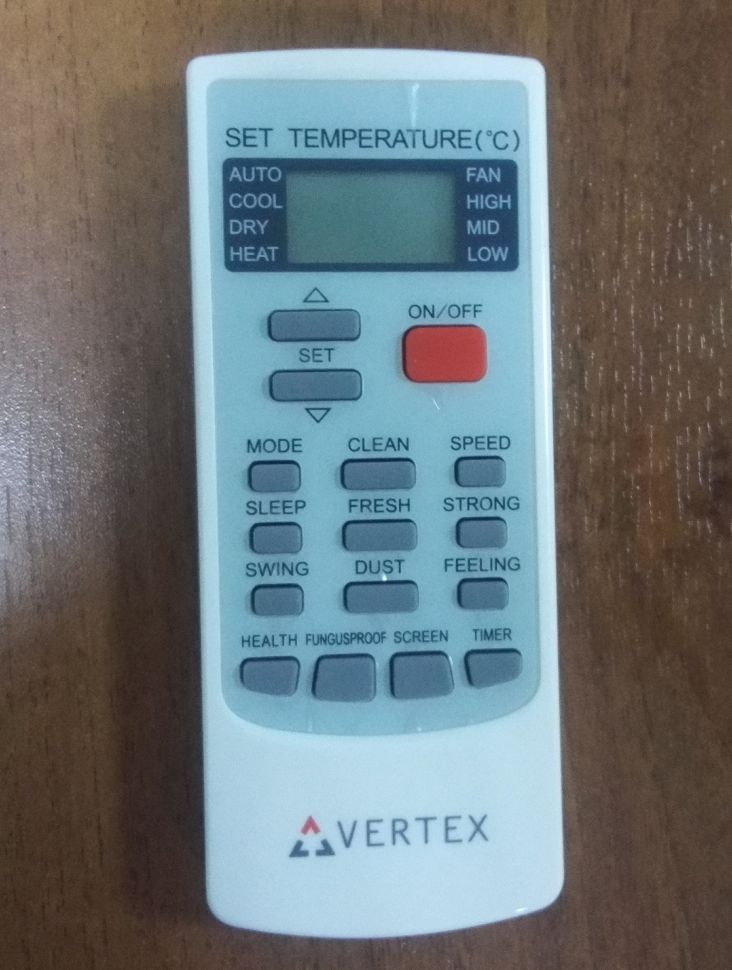 SET TEMPERATURE(°C)
AUTO FAN
COOL HIGH
DRY MID
HEAT LOW
ON/OFF
SET
MODE CLEAN SPEED
SLEEP FRESH STRONG
SWING DUST FEELING
HEALTH FUNGUSPROOF SCREEN TIMER
VERTEX